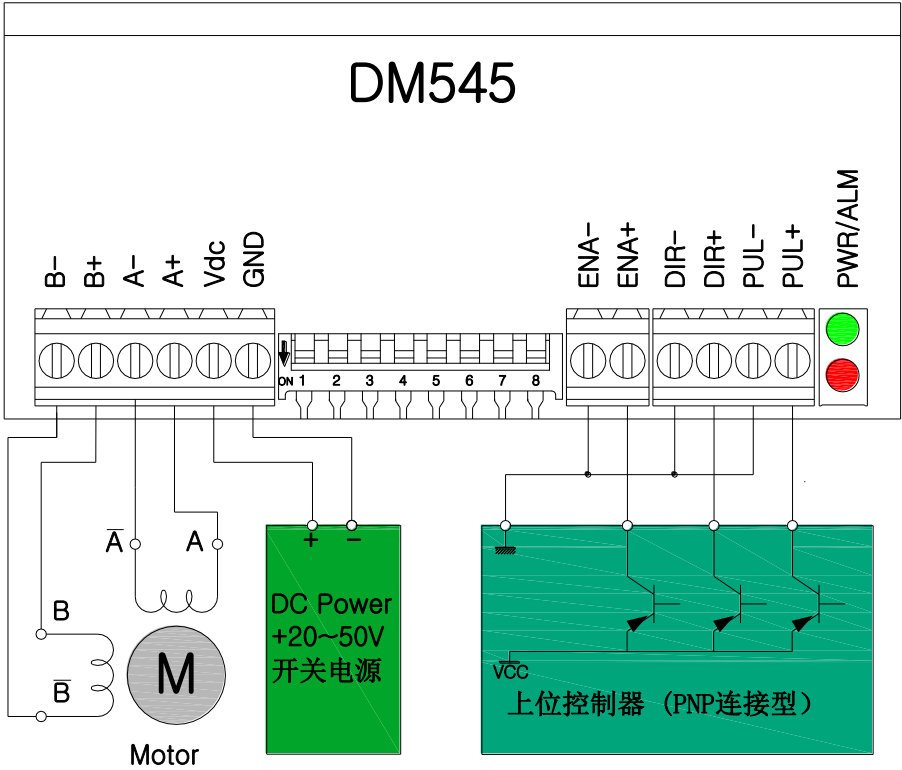 DM545
B-
B+
A-
A+
Vdc
GND
ENA-
ENA+
DIR-
DIR+
PUL-
PUL+
PWR/ALM
ON 1 2 3 4 5 6 7 8
A̅ A
B
B̅
M
Motor
+ −
DC Power
+20~50V
开关电源
VCC
上位控制器 (PNP连接型)